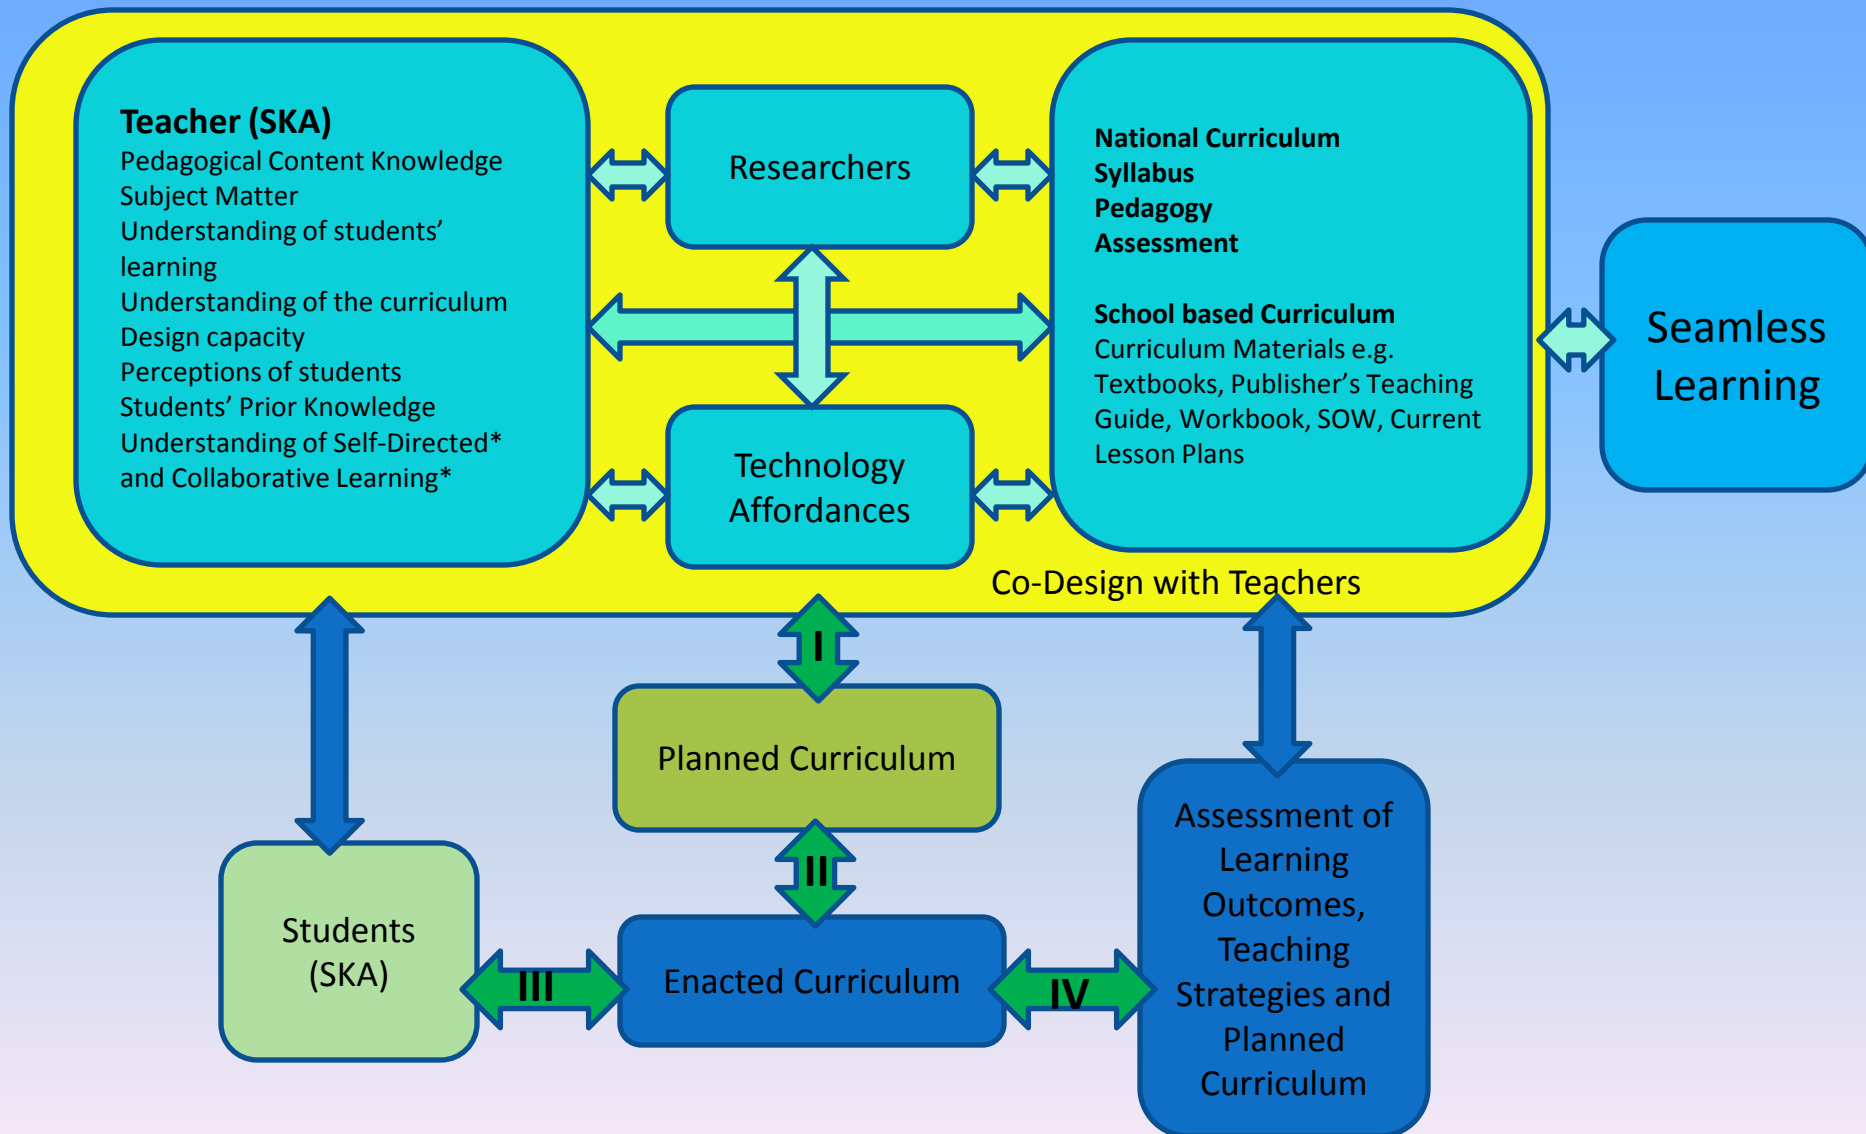 Teacher (SKA)
Pedagogical Content Knowledge
Subject Matter
Understanding of students’
learning
Understanding of the curriculum
Design capacity
Perceptions of students
Students’ Prior Knowledge
Understanding of Self-Directed*
and Collaborative Learning*
Researchers
Technology
Affordances
National Curriculum
Syllabus
Pedagogy
Assessment
School based Curriculum
Curriculum Materials e.g.
Textbooks, Publisher’s Teaching
Guide, Workbook, SOW, Current
Lesson Plans
Co-Design with Teachers
Seamless
Learning
I
Planned Curriculum
II
Students
(SKA)
III
Enacted Curriculum
IV
Assessment of
Learning
Outcomes,
Teaching
Strategies and
Planned
Curriculum